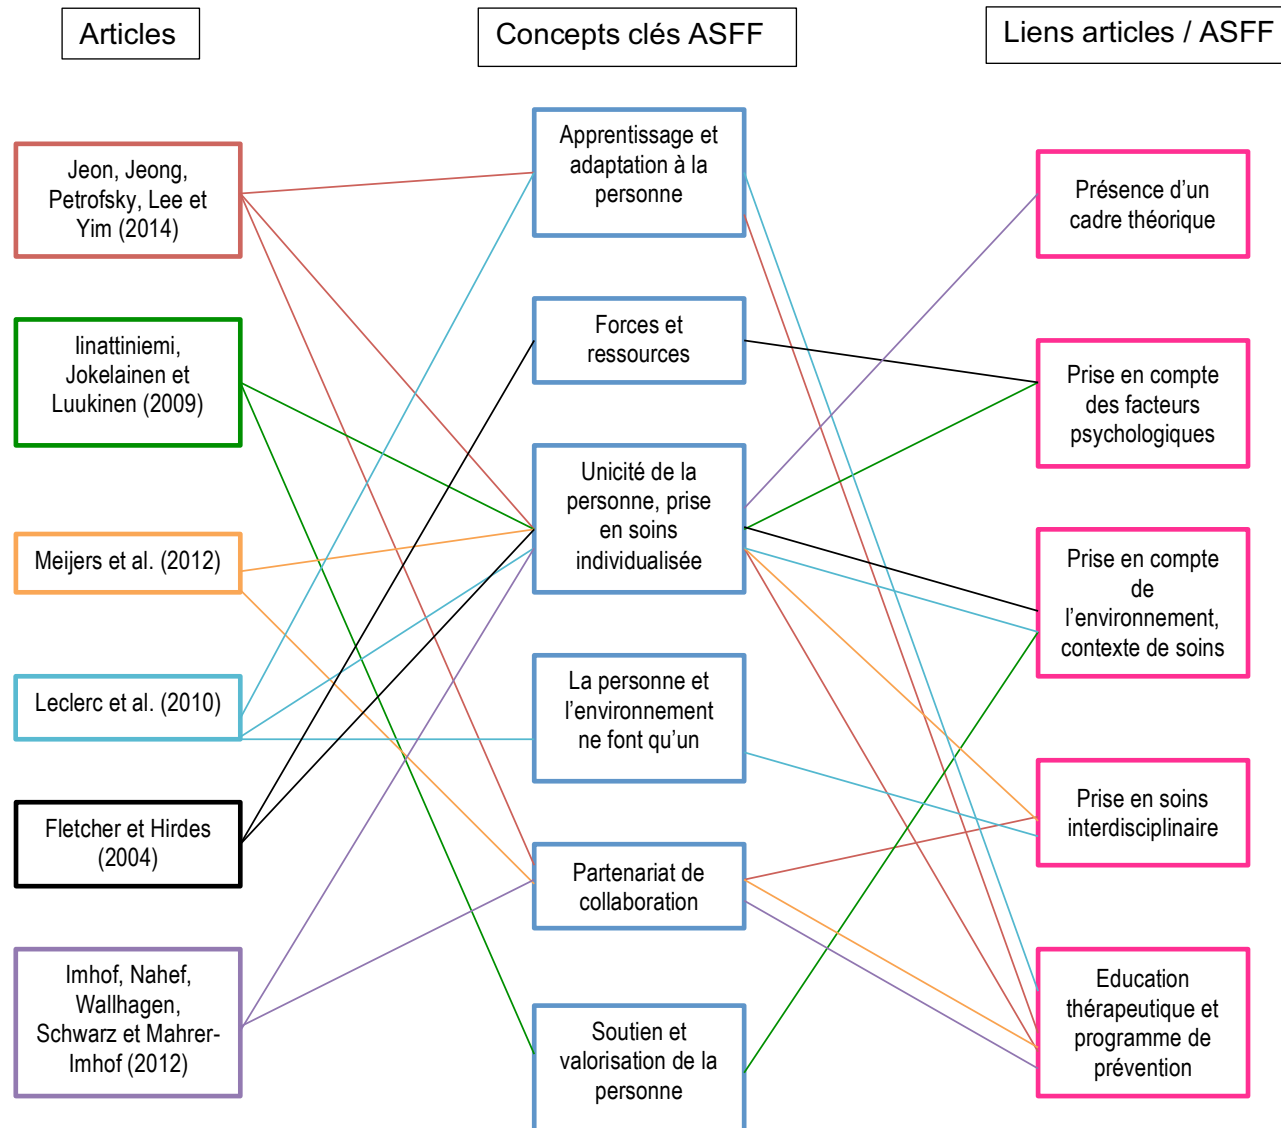 Articles
Concepts clés ASFF
Liens articles / ASFF
Jeon, Jeong,
Petrofsky, Lee et
Yim (2014)
Iinattiniemi,
Jokelainen et
Luukinen (2009)
Meijers et al. (2012)
Leclerc et al. (2010)
Fletcher et Hirdes
(2004)
Imhof, Nahef,
Wallhagen,
Schwarz et Mahrer-
Imhof (2012)
Apprentissage et
adaptation à la
personne
Forces et
ressources
Unicité de la
personne, prise
en soins
individualisée
La personne et
l’environnement
ne font qu’un
Partenariat de
collaboration
Soutien et
valorisation de la
personne
Présence d’un
cadre théorique
Prise en compte
des facteurs
psychologiques
Prise en compte
de
l’environnement,
contexte de soins
Prise en soins
interdisciplinaire
Education
thérapeutique et
programme de
prévention